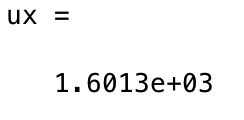 ux =
1.6013e+03